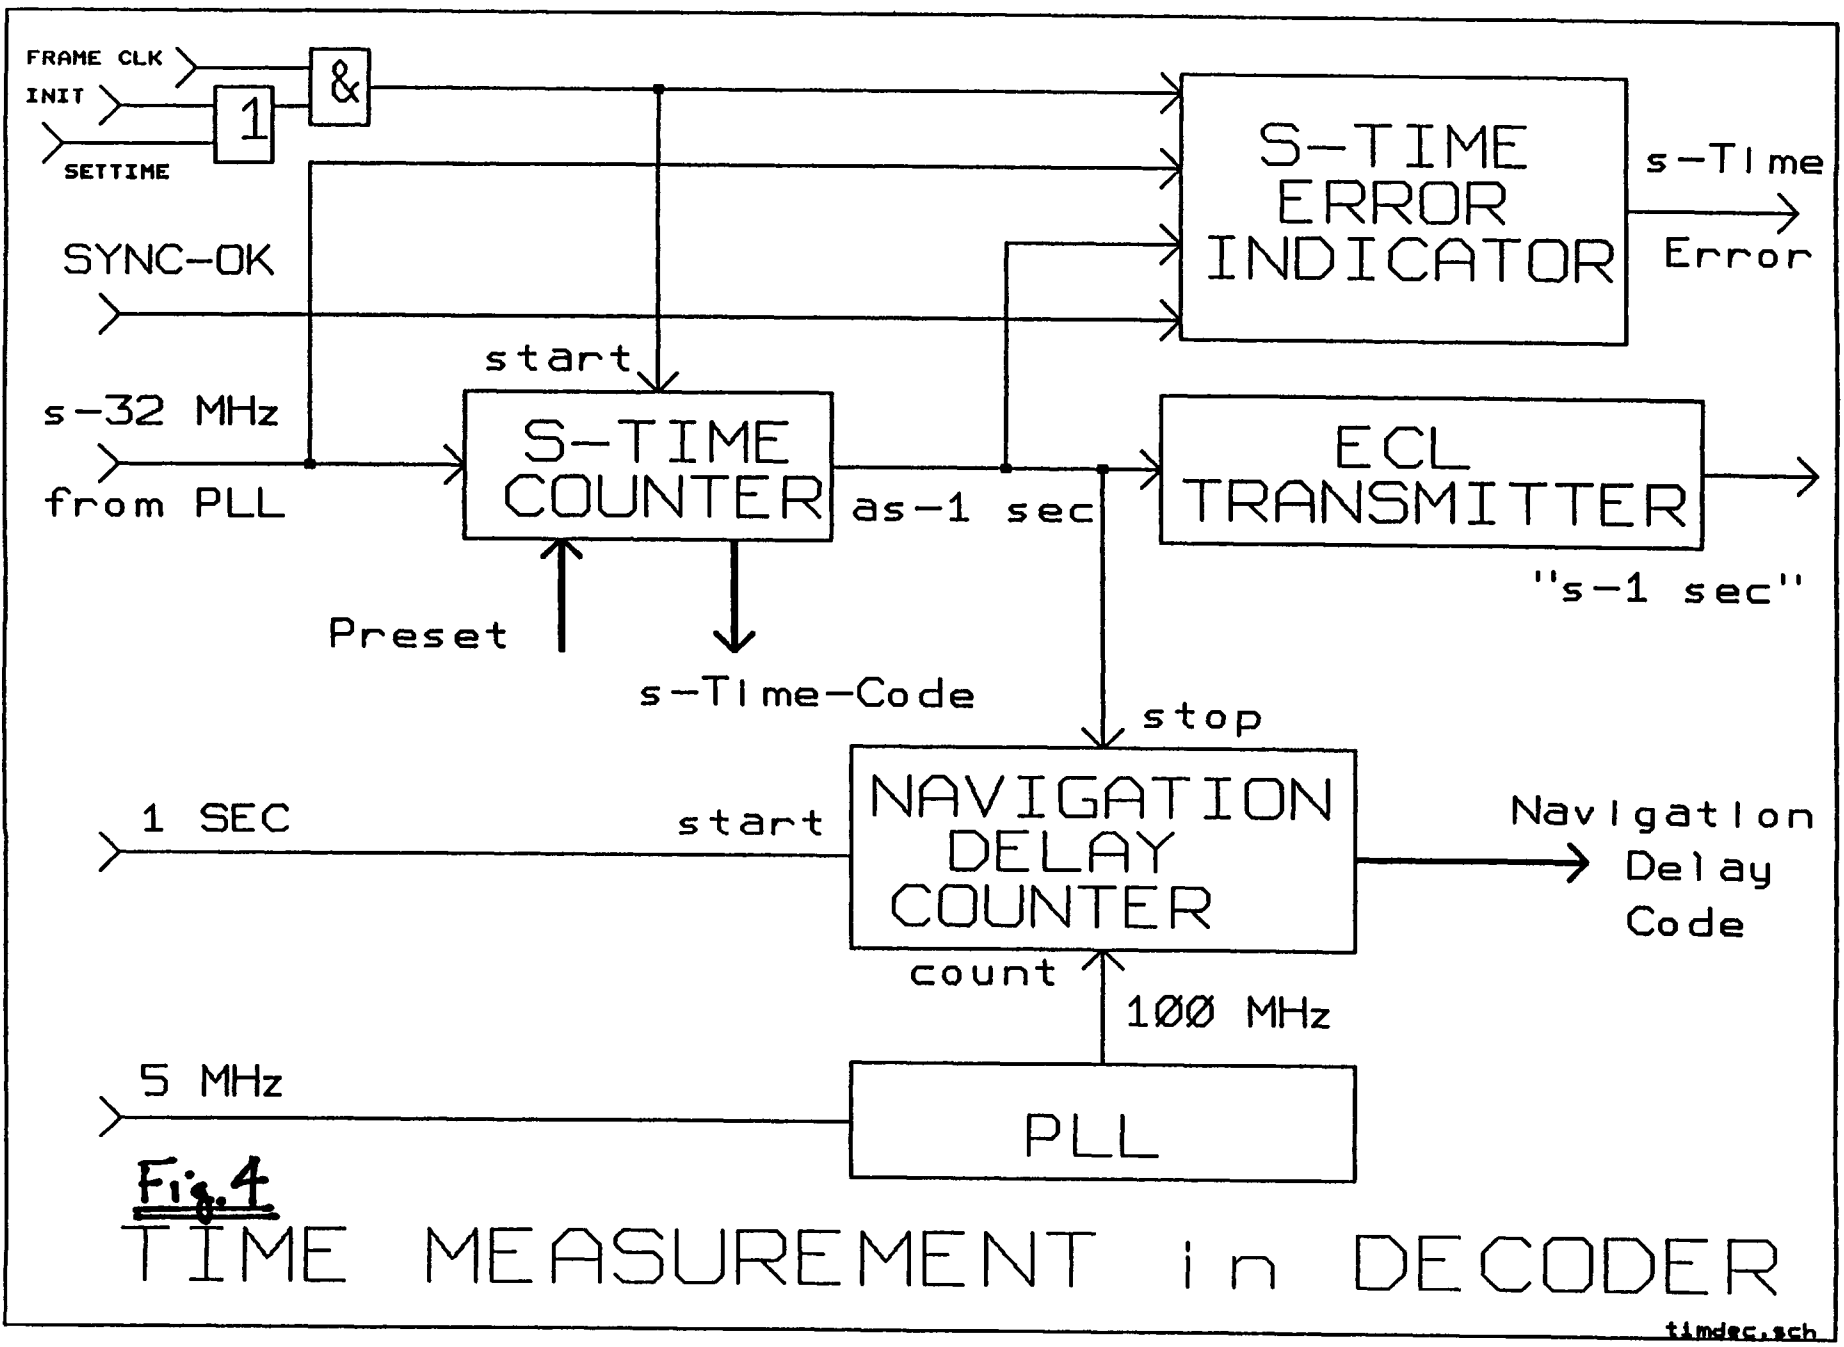 FRAME CLK
INIT
SETTIME
1
&
S-TIME
ERROR
INDICATOR
s-Time
Error
SYNC-OK
start
s-32 MHz
from PLL
S-TIME
COUNTER
as-1 sec
ECL
TRANSMITTER
"s-1 sec"
Preset
s-Time-Code
stop
1 SEC
start
NAVIGATION
DELAY
COUNTER
Navigation
Delay
Code
count
100 MHz
5 MHz
PLL
Fig.4
TIME MEASUREMENT in DECODER
timdec.sch